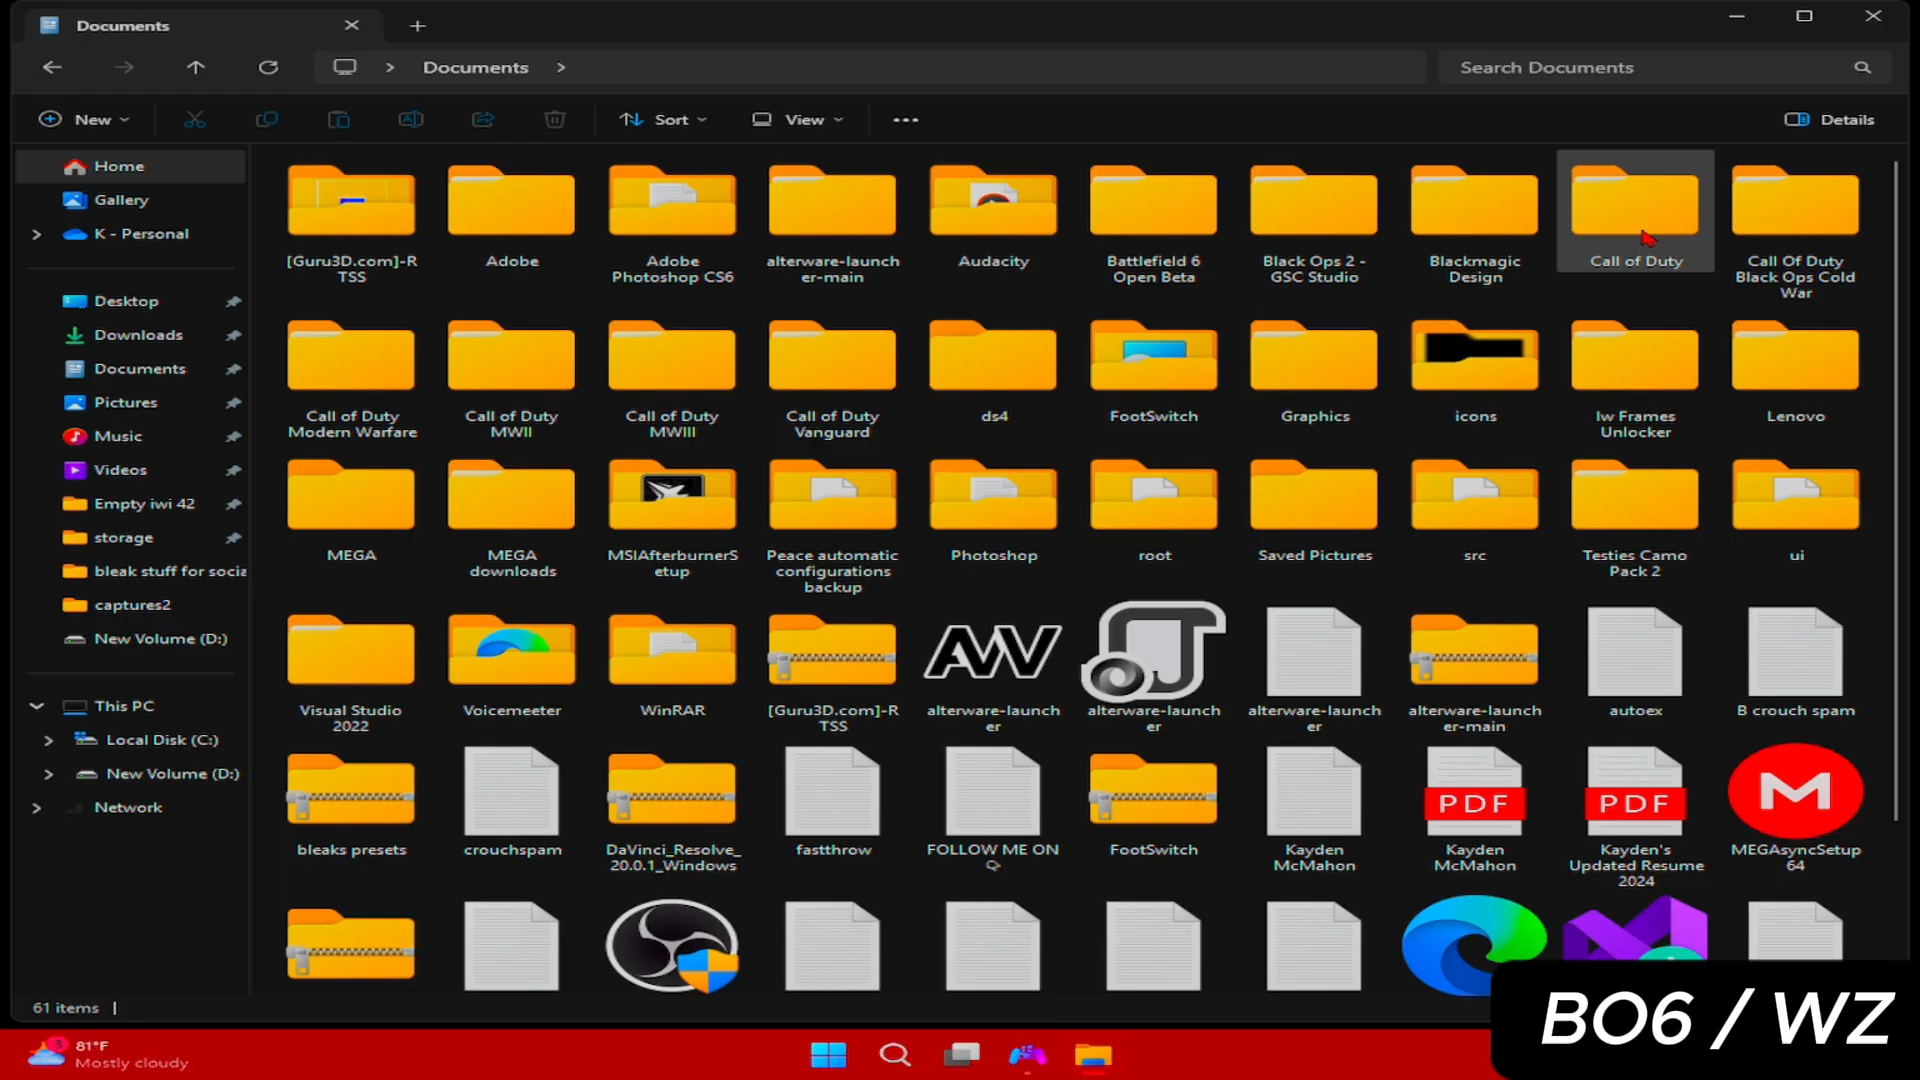 Documents
Documents
Search Documents
New
Sort
View
Details
Home
Gallery
K - Personal
Desktop
Downloads
Documents
Pictures
Music
Videos
Empty iwi 42
storage
bleak stuff for socia
captures2
New Volume (D:)
This PC
Local Disk (C:)
New Volume (D:)
Network
[Guru3D.com]-R
TSS
Adobe
Adobe
Photoshop CS6
alterware-launch
er-main
Audacity
Battlefield 6
Open Beta
Black Ops 2 -
GSC Studio
Blackmagic
Design
Call of Duty
Call Of Duty
Black Ops Cold
War
Call of Duty
Modern Warfare
Call of Duty
MWII
Call of Duty
MWIII
Call of Duty
Vanguard
ds4
FootSwitch
Graphics
icons
Iw Frames
Unlocker
Lenovo
MEGA
MEGA
downloads
MSIAfterburnerS
etup
Peace automatic
configurations
backup
Photoshop
root
Saved Pictures
src
Testies Camo
Pack 2
ui
Visual Studio
2022
Voicemeeter
WinRAR
[Guru3D.com]-R
TSS
AW
alterware-launch
er
alterware-launch
er
alterware-launch
er
alterware-launch
er-main
autoex
B crouch spam
bleaks presets
crouchspam
DaVinci_Resolve_
20.0.1_Windows
fastthrow
FOLLOW ME ON
FootSwitch
Kayden
McMahon
PDF
Kayden
McMahon
PDF
Kayden's
Updated Resume
2024
M
MEGAsyncSetup
64
61 items
3
81°F
Mostly cloudy
BO6 / WZ